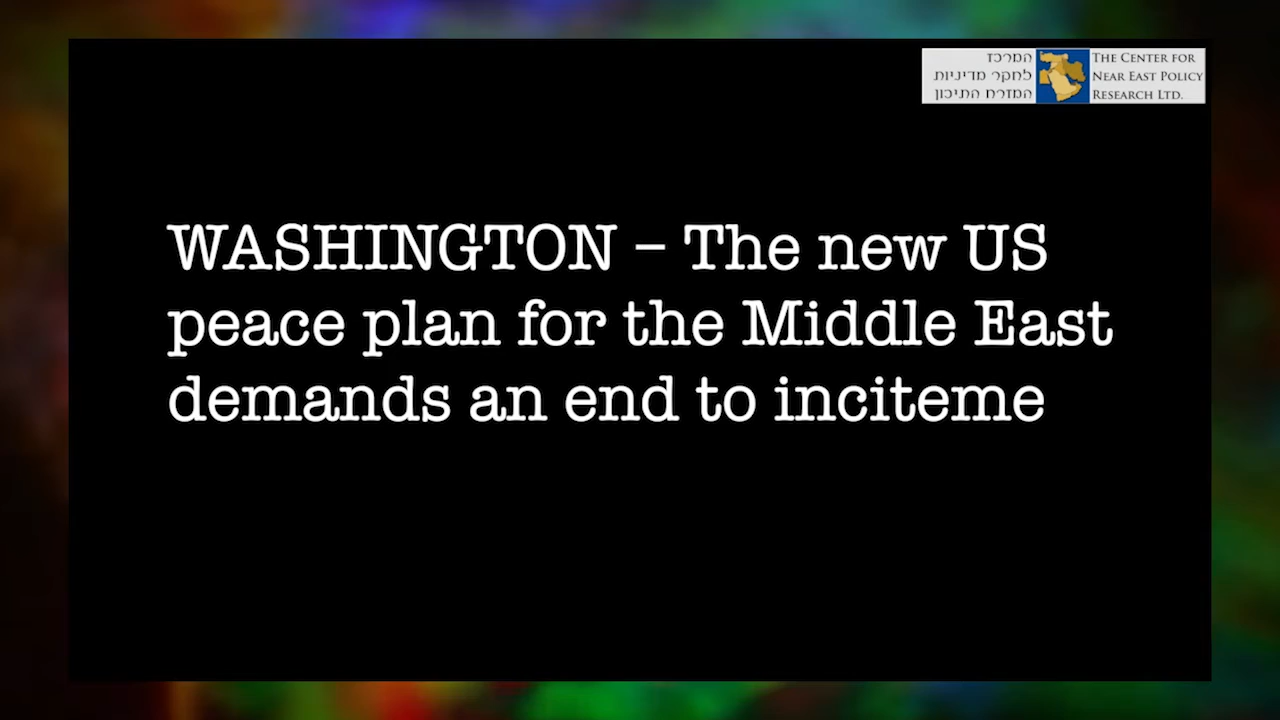 המרכז
לחקר מדיניות
המזרח התיכון
THE CENTER FOR
NEAR EAST POLICY
RESEARCH LTD.
WASHINGTON – The new US
peace plan for the Middle East
demands an end to inciteme